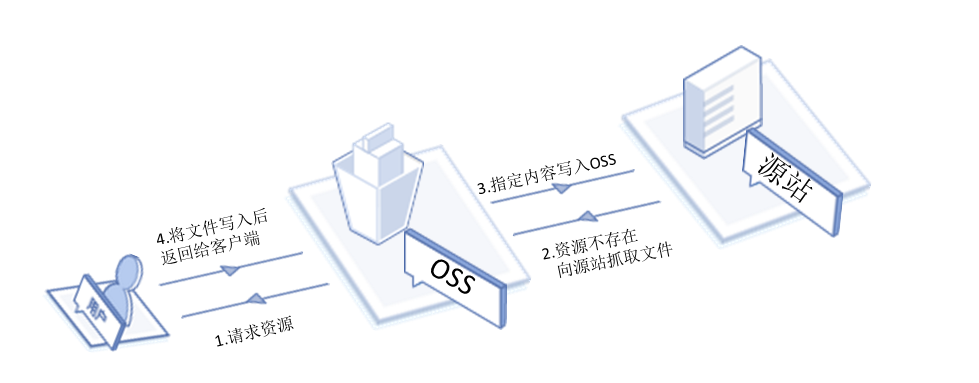 源站
3.指定内容写入OSS
2.资源不存在
向源站抓取文件
OSS
4.将文件写入后
返回给客户端
用户
1.请求资源